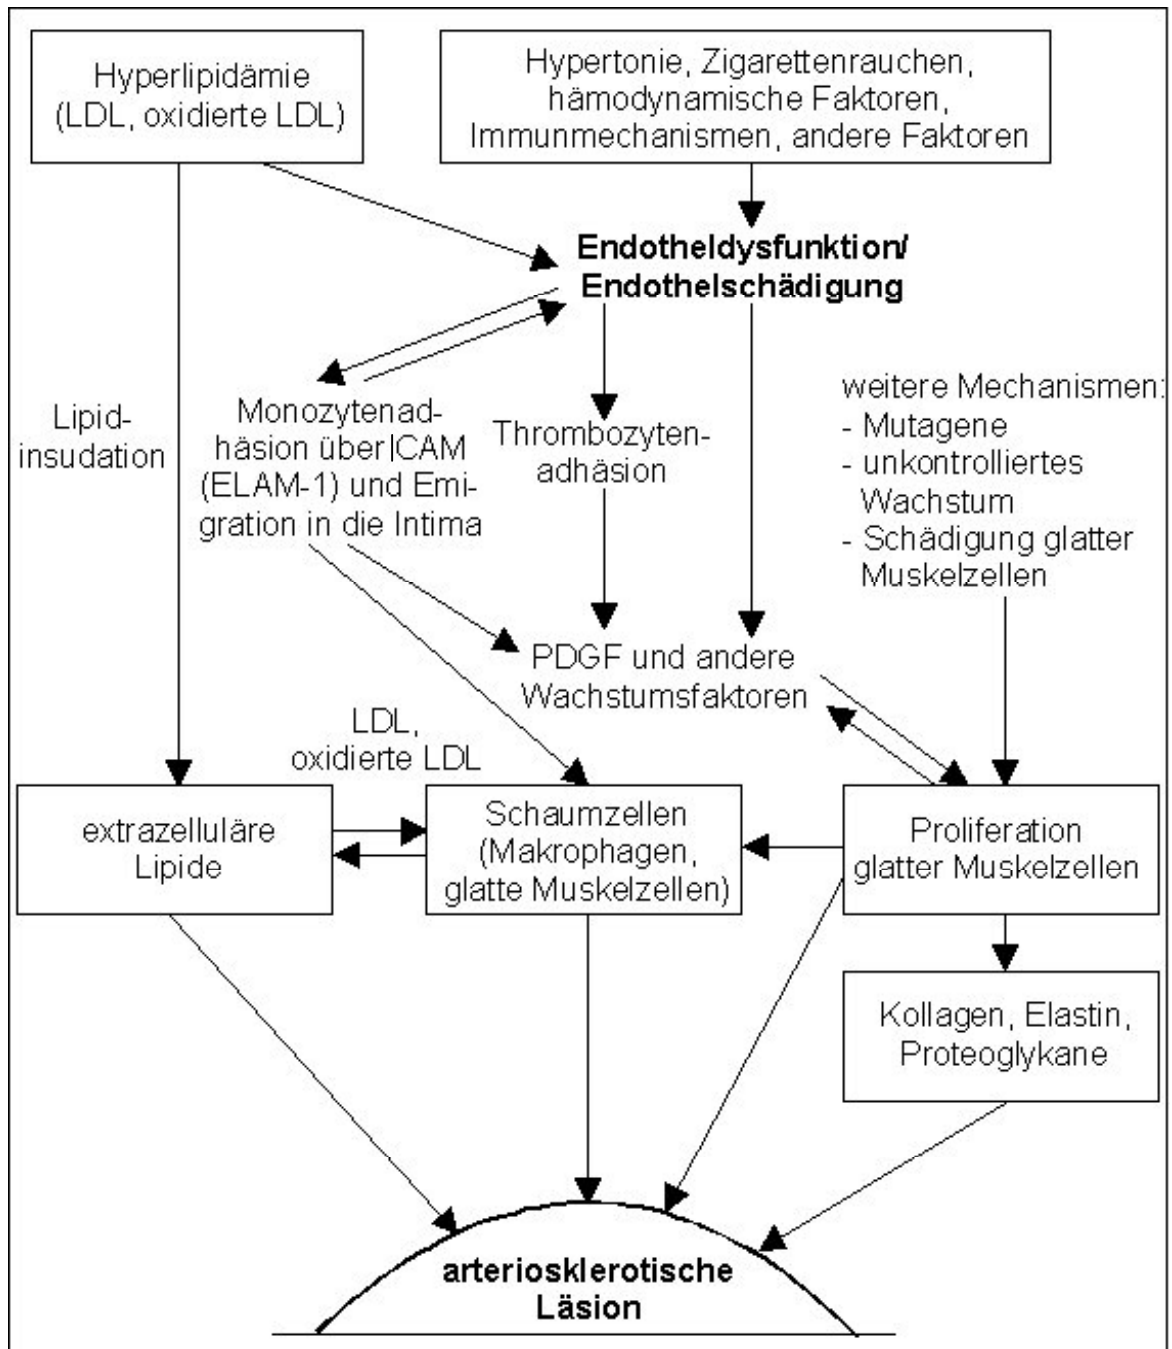 Hyperlipidämie
(LDL, oxidierte LDL)
Hypertonie, Zigarettenrauchen,
hämodynamische Faktoren,
Immunmechanismen, andere Faktoren
Endotheldysfunktion/
Endothelschädigung
Lipid-
insudation
Monozytenad-
häsion über ICAM
(ELAM-1) und Emi-
gration in die Intima
Thrombozyten-
adhäsion
weitere Mechanismen:
- Mutagene
- unkontrolliertes
Wachstum
- Schädigung glatter
Muskelzellen
PDGF und andere
Wachstumsfaktoren
LDL,
oxidierte LDL
extrazelluläre
Lipide
Schaumzellen
(Makrophagen,
glatte Muskelzellen)
Proliferation
glatter Muskelzellen
Kollagen, Elastin,
Proteoglykane
arteriosklerotische
Läsion